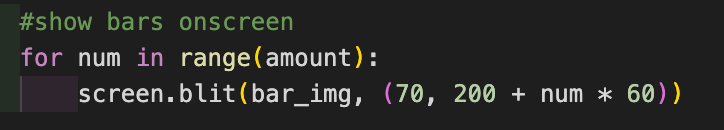 #show bars onscreen
for num in range(amount):
    screen.blit(bar_img, (70, 200 + num * 60))